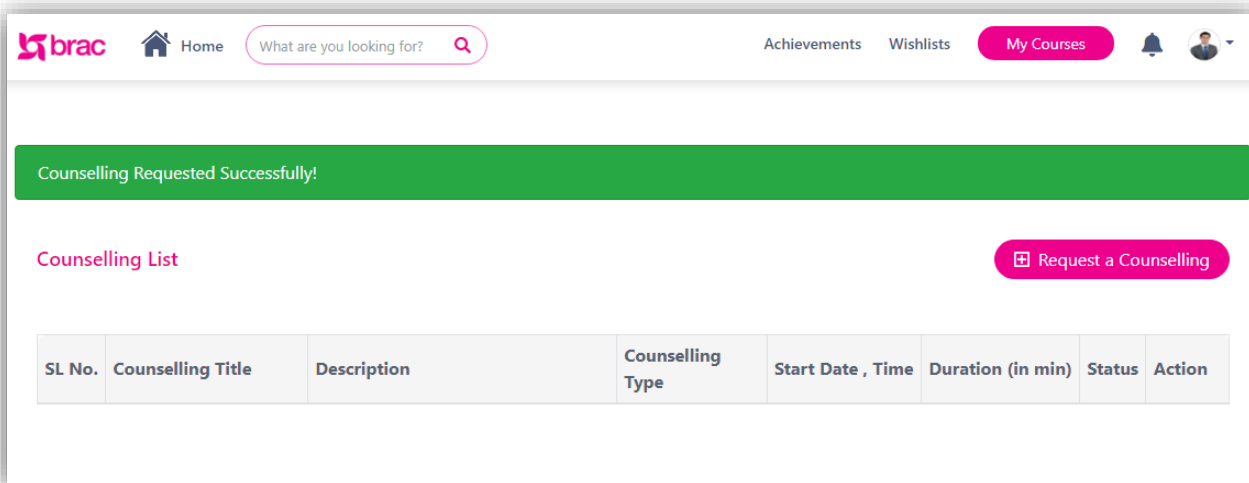 brac Home What are you looking for? Achievements Wishlists My Courses
Counselling Requested Successfully!
Counselling List Request a Counselling
SL No. Counselling Title Description Counselling Type Start Date , Time Duration (in min) Status Action